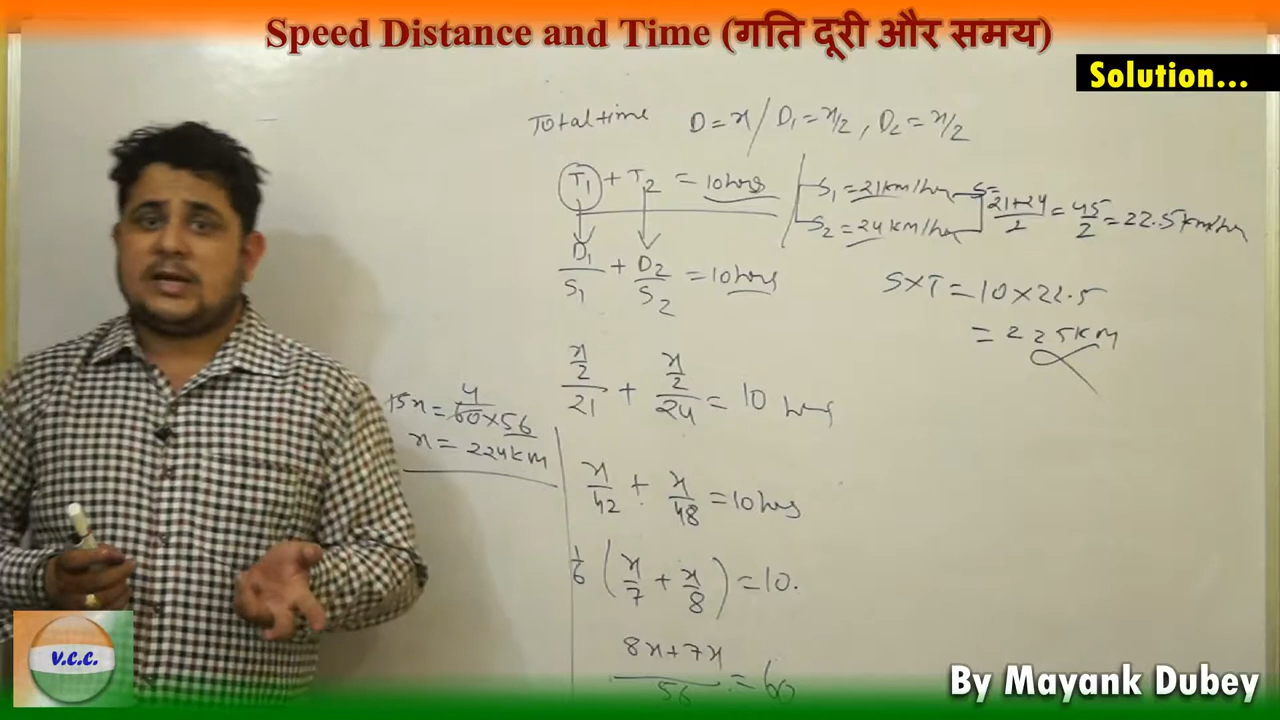 Speed Distance and Time (गति दूरी और समय)
Solution...
Total time D = x / D₁ = x/2 , D₂ = x/2
T₁ + T₂ = 10 hrs
S₁ = 21 km/hr
S₂ = 24 km/hr
S = 21+24/2 = 45/2 = 22.5 km/hr
D₁/S₁ + D₂/S₂ = 10 hrs
S×T = 10 × 22.5
= 225 KM
x/2/21 + x/2/24 = 10 hrs
x/42 + x/48 = 10 hrs
1/6 ( x/7 + x/8 ) = 10.
8x+7x/56 = 60
15x = 4 60 × 56
x = 224 KM
V.C.C.
By Mayank Dubey